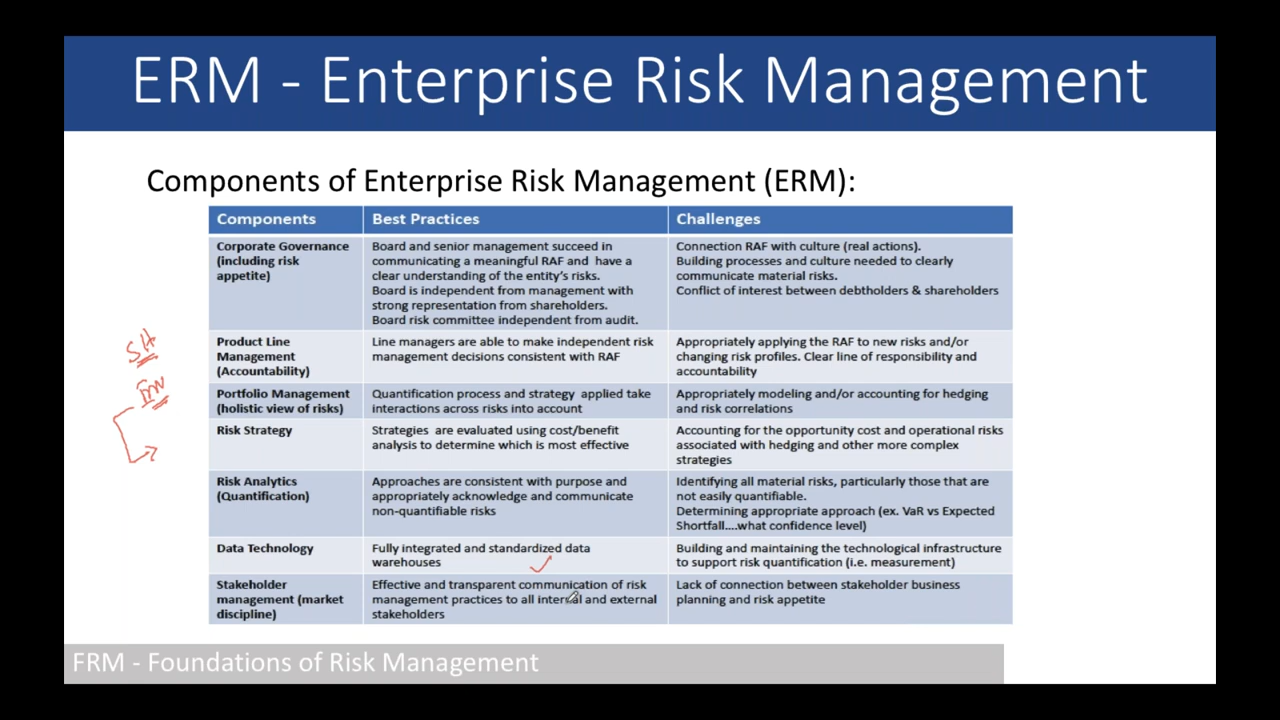 ERM - Enterprise Risk Management
Components of Enterprise Risk Management (ERM):
Components Best Practices Challenges
Corporate Governance
(including risk
appetite)
Board and senior management succeed in
communicating a meaningful RAF and have a
clear understanding of the entity's risks.
Board is independent from management with
strong representation from shareholders.
Board risk committee independent from audit.
Connection RAF with culture (real actions).
Building processes and culture needed to clearly
communicate material risks.
Conflict of interest between debtholders & shareholders
SH
Product Line
Management
(Accountability)
Line managers are able to make independent risk
management decisions consistent with RAF
Appropriately applying the RAF to new risks and/or
changing risk profiles. Clear line of responsibility and
accountability
Portfolio Management
(holistic view of risks)
Quantification process and strategy applied take
interactions across risks into account
Appropriately modeling and/or accounting for hedging
and risk correlations
Risk Strategy
Strategies are evaluated using cost/benefit
analysis to determine which is most effective
Accounting for the opportunity cost and operational risks
associated with hedging and other more complex
strategies
Risk Analytics
(Quantification)
Approaches are consistent with purpose and
appropriately acknowledge and communicate
non-quantifiable risks
Identifying all material risks, particularly those that are
not easily quantifiable.
Determining appropriate approach (ex. VaR vs Expected
Shortfall....what confidence level)
Data Technology
Fully integrated and standardized data
warehouses
Building and maintaining the technological infrastructure
to support risk quantification (i.e. measurement)
Stakeholder
management (market
discipline)
Effective and transparent communication of risk
management practices to all internal and external
stakeholders
Lack of connection between stakeholder business
planning and risk appetite
FRM - Foundations of Risk Management